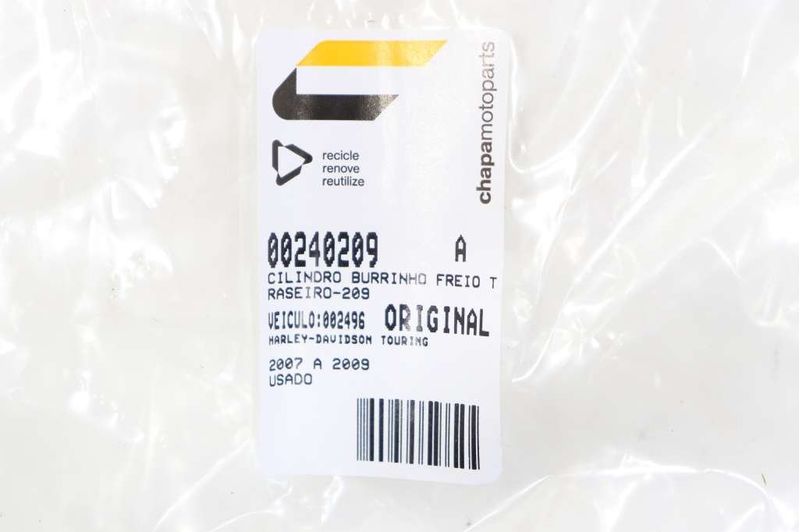 chapamotoparts
recicle
renove
reutilize
00240209 A
CILINDRO BURRINHO FREIO T
RASEIRO-209
VEICULO:002496 ORIGINAL
HARLEY-DAVIDSON TOURING
2007 A 2009
USADO